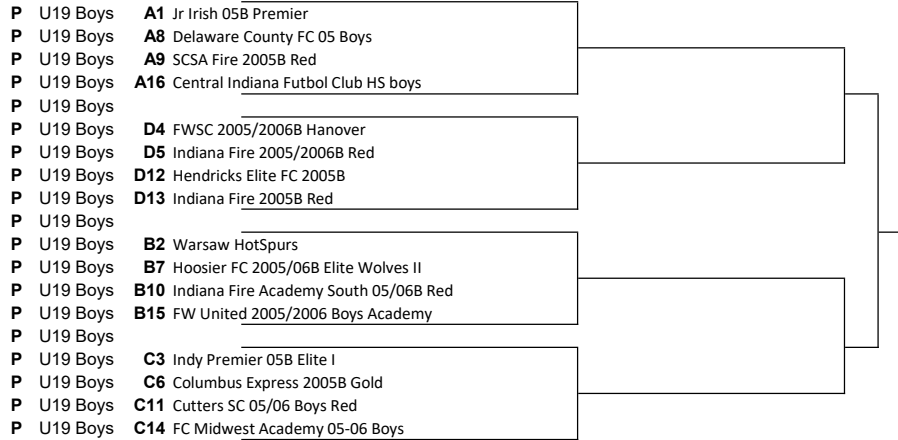 P U19 Boys A1 Jr Irish 05B Premier
P U19 Boys A8 Delaware County FC 05 Boys
P U19 Boys A9 SCSA Fire 2005B Red
P U19 Boys A16 Central Indiana Futbol Club HS boys
P U19 Boys
P U19 Boys D4 FWSC 2005/2006B Hanover
P U19 Boys D5 Indiana Fire 2005/2006B Red
P U19 Boys D12 Hendricks Elite FC 2005B
P U19 Boys D13 Indiana Fire 2005B Red
P U19 Boys
P U19 Boys B2 Warsaw HotSpurs
P U19 Boys B7 Hoosier FC 2005/06B Elite Wolves II
P U19 Boys B10 Indiana Fire Academy South 05/06B Red
P U19 Boys B15 FW United 2005/2006 Boys Academy
P U19 Boys
P U19 Boys C3 Indy Premier 05B Elite I
P U19 Boys C6 Columbus Express 2005B Gold
P U19 Boys C11 Cutters SC 05/06 Boys Red
P U19 Boys C14 FC Midwest Academy 05-06 Boys